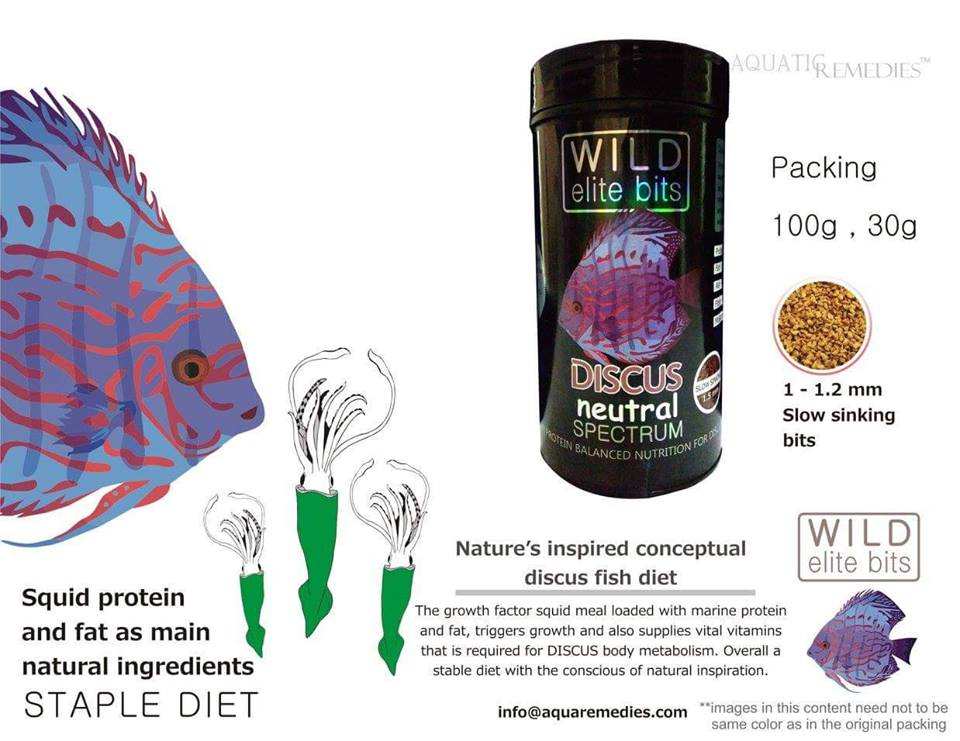 AQUATIC REMEDIES™
WILD
elite bits
DISCUS
neutral
SPECTRUM
PROTEIN BALANCED NUTRITION FOR
SLOW
Packing
100g , 30g
1 - 1.2 mm
Slow sinking
bits
Nature's inspired conceptual
discus fish diet
The growth factor squid meal loaded with marine protein
and fat, triggers growth and also supplies vital vitamins
that is required for DISCUS body metabolism. Overall a
stable diet with the conscious of natural inspiration.
WILD
elite bits
Squid protein
and fat as main
natural ingredients
STAPLE DIET
info@aquaremedies.com
**images in this content need not to be
same color as in the original packing